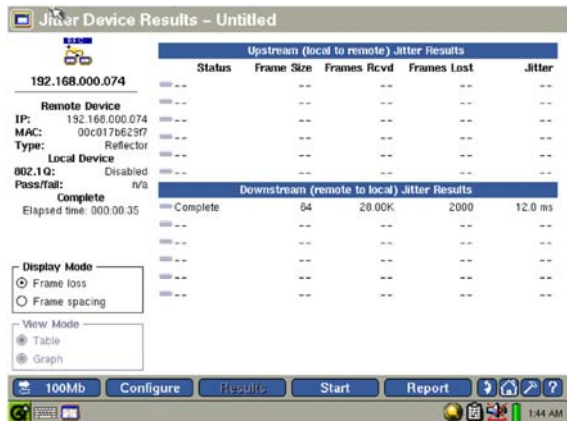 Jitter Device Results – Untitled
REC
192.168.000.074
Remote Device
IP: 192.168.000.074
MAC: 00c017b629f7
Type: Reflector
Local Device
802.1Q: Disabled
Pass/fail: n/a
Complete
Elapsed time: 000:00:35
Display Mode
Frame loss
Frame spacing
View Mode
Table
Graph
Upstream (local to remote) Jitter Results
Status Frame Size Frames Rcvd Frames Lost Jitter
-- -- -- -- --
-- -- -- -- --
-- -- -- -- --
-- -- -- -- --
-- -- -- -- --
-- -- -- -- --
Downstream (remote to local) Jitter Results
Complete 64 28.00K 2000 12.0 ms
-- -- -- -- --
-- -- -- -- --
-- -- -- -- --
-- -- -- -- --
-- -- -- -- --
100Mb Configure Results Start Report ?
1:44 AM